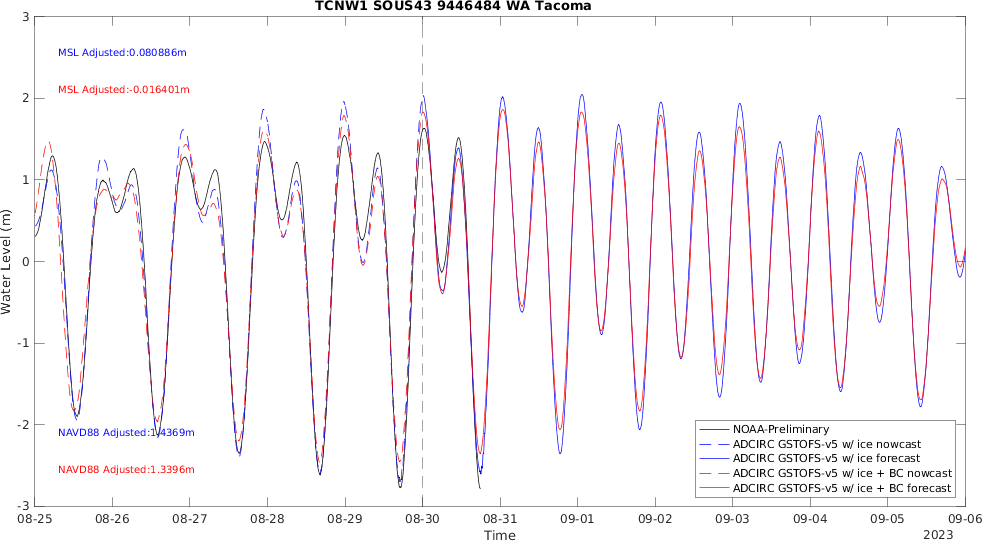 TCNW1 SOUS43 9446484 WA Tacoma
MSL Adjusted:0.080886m
MSL Adjusted:-0.016401m
NAVD88 Adjusted:1.4369m
NAVD88 Adjusted:1.3396m
Water Level (m)
3
2
1
0
-1
-2
-3
NOAA-Preliminary
ADCIRC GSTOFS-v5 w/ ice nowcast
ADCIRC GSTOFS-v5 w/ ice forecast
ADCIRC GSTOFS-v5 w/ ice + BC nowcast
ADCIRC GSTOFS-v5 w/ ice + BC forecast
08-25 08-26 08-27 08-28 08-29 08-30 08-31 09-01 09-02 09-03 09-04 09-05 09-06
Time
2023